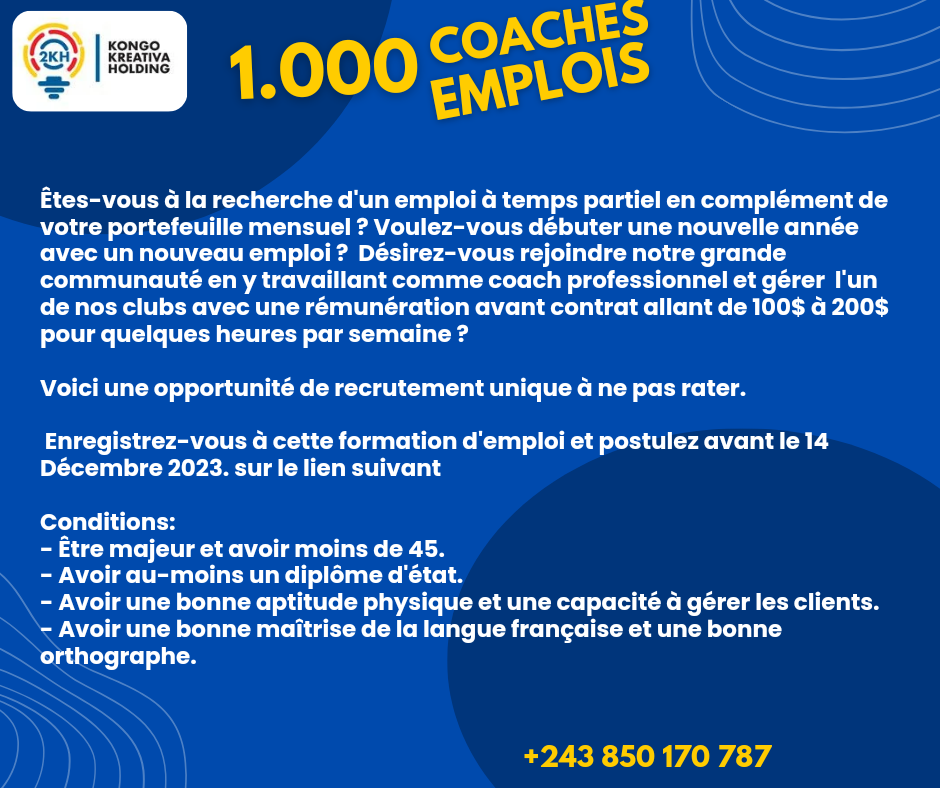 2KH
KONGO
KREATIVA
HOLDING
1.000 COACHES
EMPLOIS
Êtes-vous à la recherche d'un emploi à temps partiel en complément de
votre portefeuille mensuel ? Voulez-vous débuter une nouvelle année
avec un nouveau emploi ?  Désirez-vous rejoindre notre grande
communauté en y travaillant comme coach professionnel et gérer  l'un
de nos clubs avec une rémunération avant contrat allant de 100$ à 200$
pour quelques heures par semaine ?
Voici une opportunité de recrutement unique à ne pas rater.
Enregistrez-vous à cette formation d'emploi et postulez avant le 14
Décembre 2023. sur le lien suivant
Conditions:
- Être majeur et avoir moins de 45.
- Avoir au-moins un diplôme d'état.
- Avoir une bonne aptitude physique et une capacité à gérer les clients.
- Avoir une bonne maîtrise de la langue française et une bonne
orthographe.
+243 850 170 787